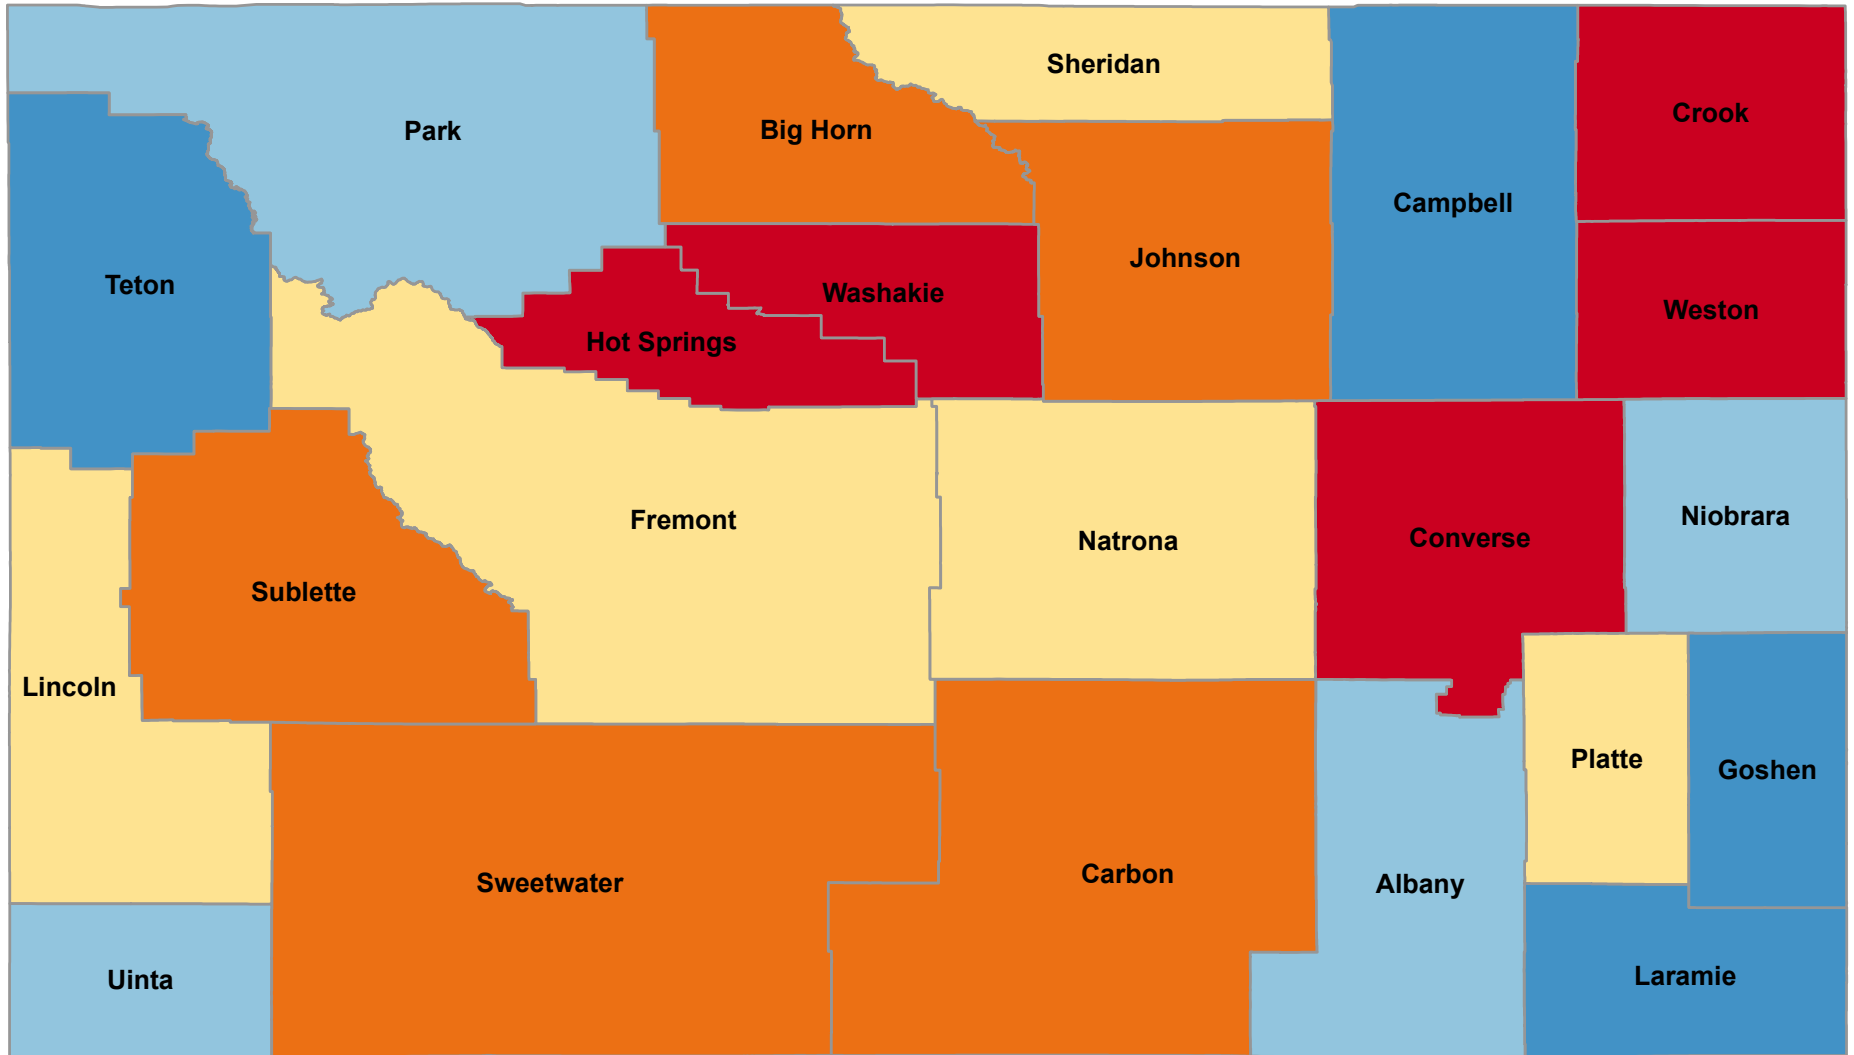 Sheridan
Crook
Park
Big Horn
Campbell
Johnson
Teton
Washakie
Weston
Hot Springs
Niobrara
Fremont
Converse
Natrona
Sublette
Lincoln
Platte
Goshen
Carbon
Sweetwater
Albany
Laramie
Uinta